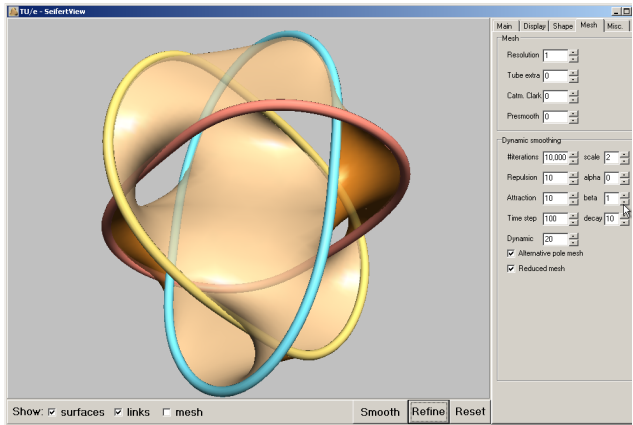 TU/e - SeifertView
Main Display Shape Mesh Misc.
Mesh
Resolution 1
Tube extra 0
Catm. Clark. 0
Presmooth 0
Dynamic smoothing
#iterations 10,000 scale 2
Repulsion 10 alpha 0
Attraction 10 beta 1
Time step 100 decay 10
Dynamic 20
Alternative pole mesh
Reduced mesh
Show: surfaces links mesh Smooth Refine Reset